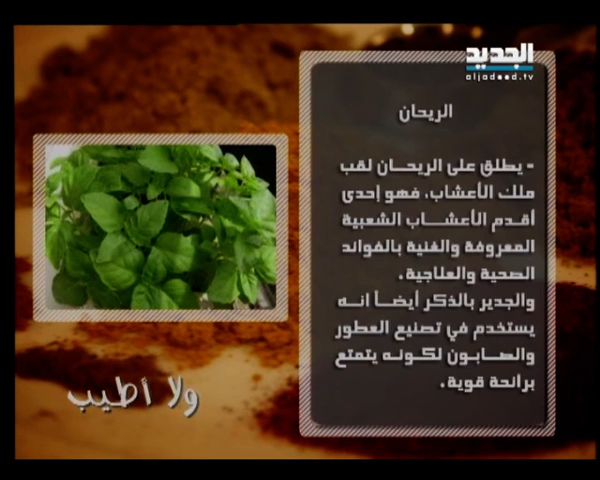 الجديد
aljadeed.tv
الريحان
- يطلق على الريحان لقب
ملك الأعشاب، فهو إحدى
أقدم الأعشاب الشعبية
المعروفة والغنية بالفوائد
الصحية والعلاجية.
والجدير بالذكر أيضاً انه
يستخدم في تصنيع العطور
والصابون لكونه يتمتع
برائحة قوية.
ولا أطيب